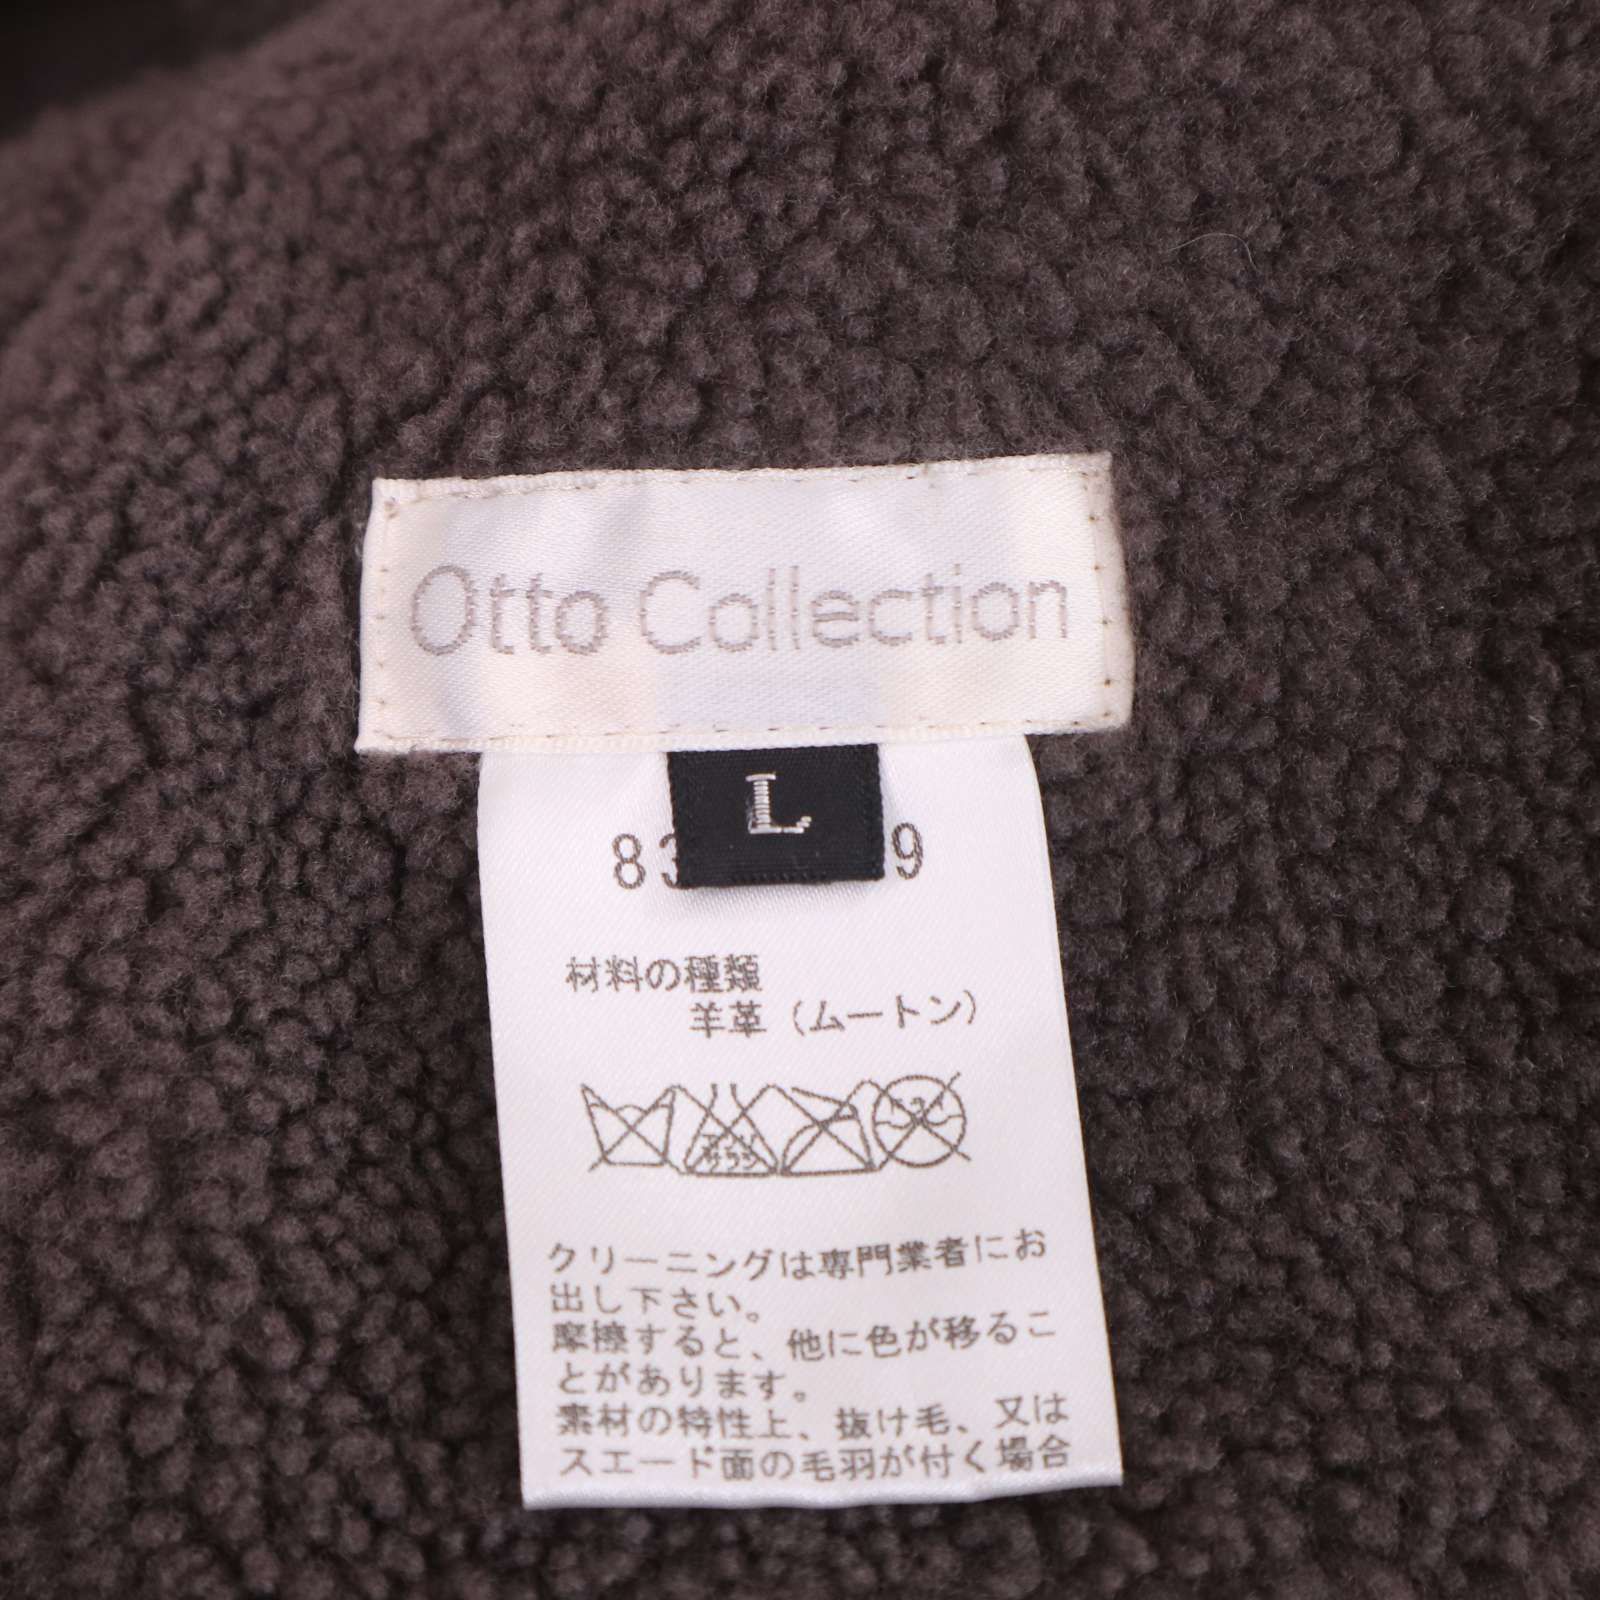 Otto Collection
L
83 9
材料の種類
羊革（ムートン）
クリーニングは専門業者にお
出し下さい。
摩擦すると、他に色が移るこ
とがあります。
素材の特性上、抜け毛、又は
スエード面の毛羽が付く場合